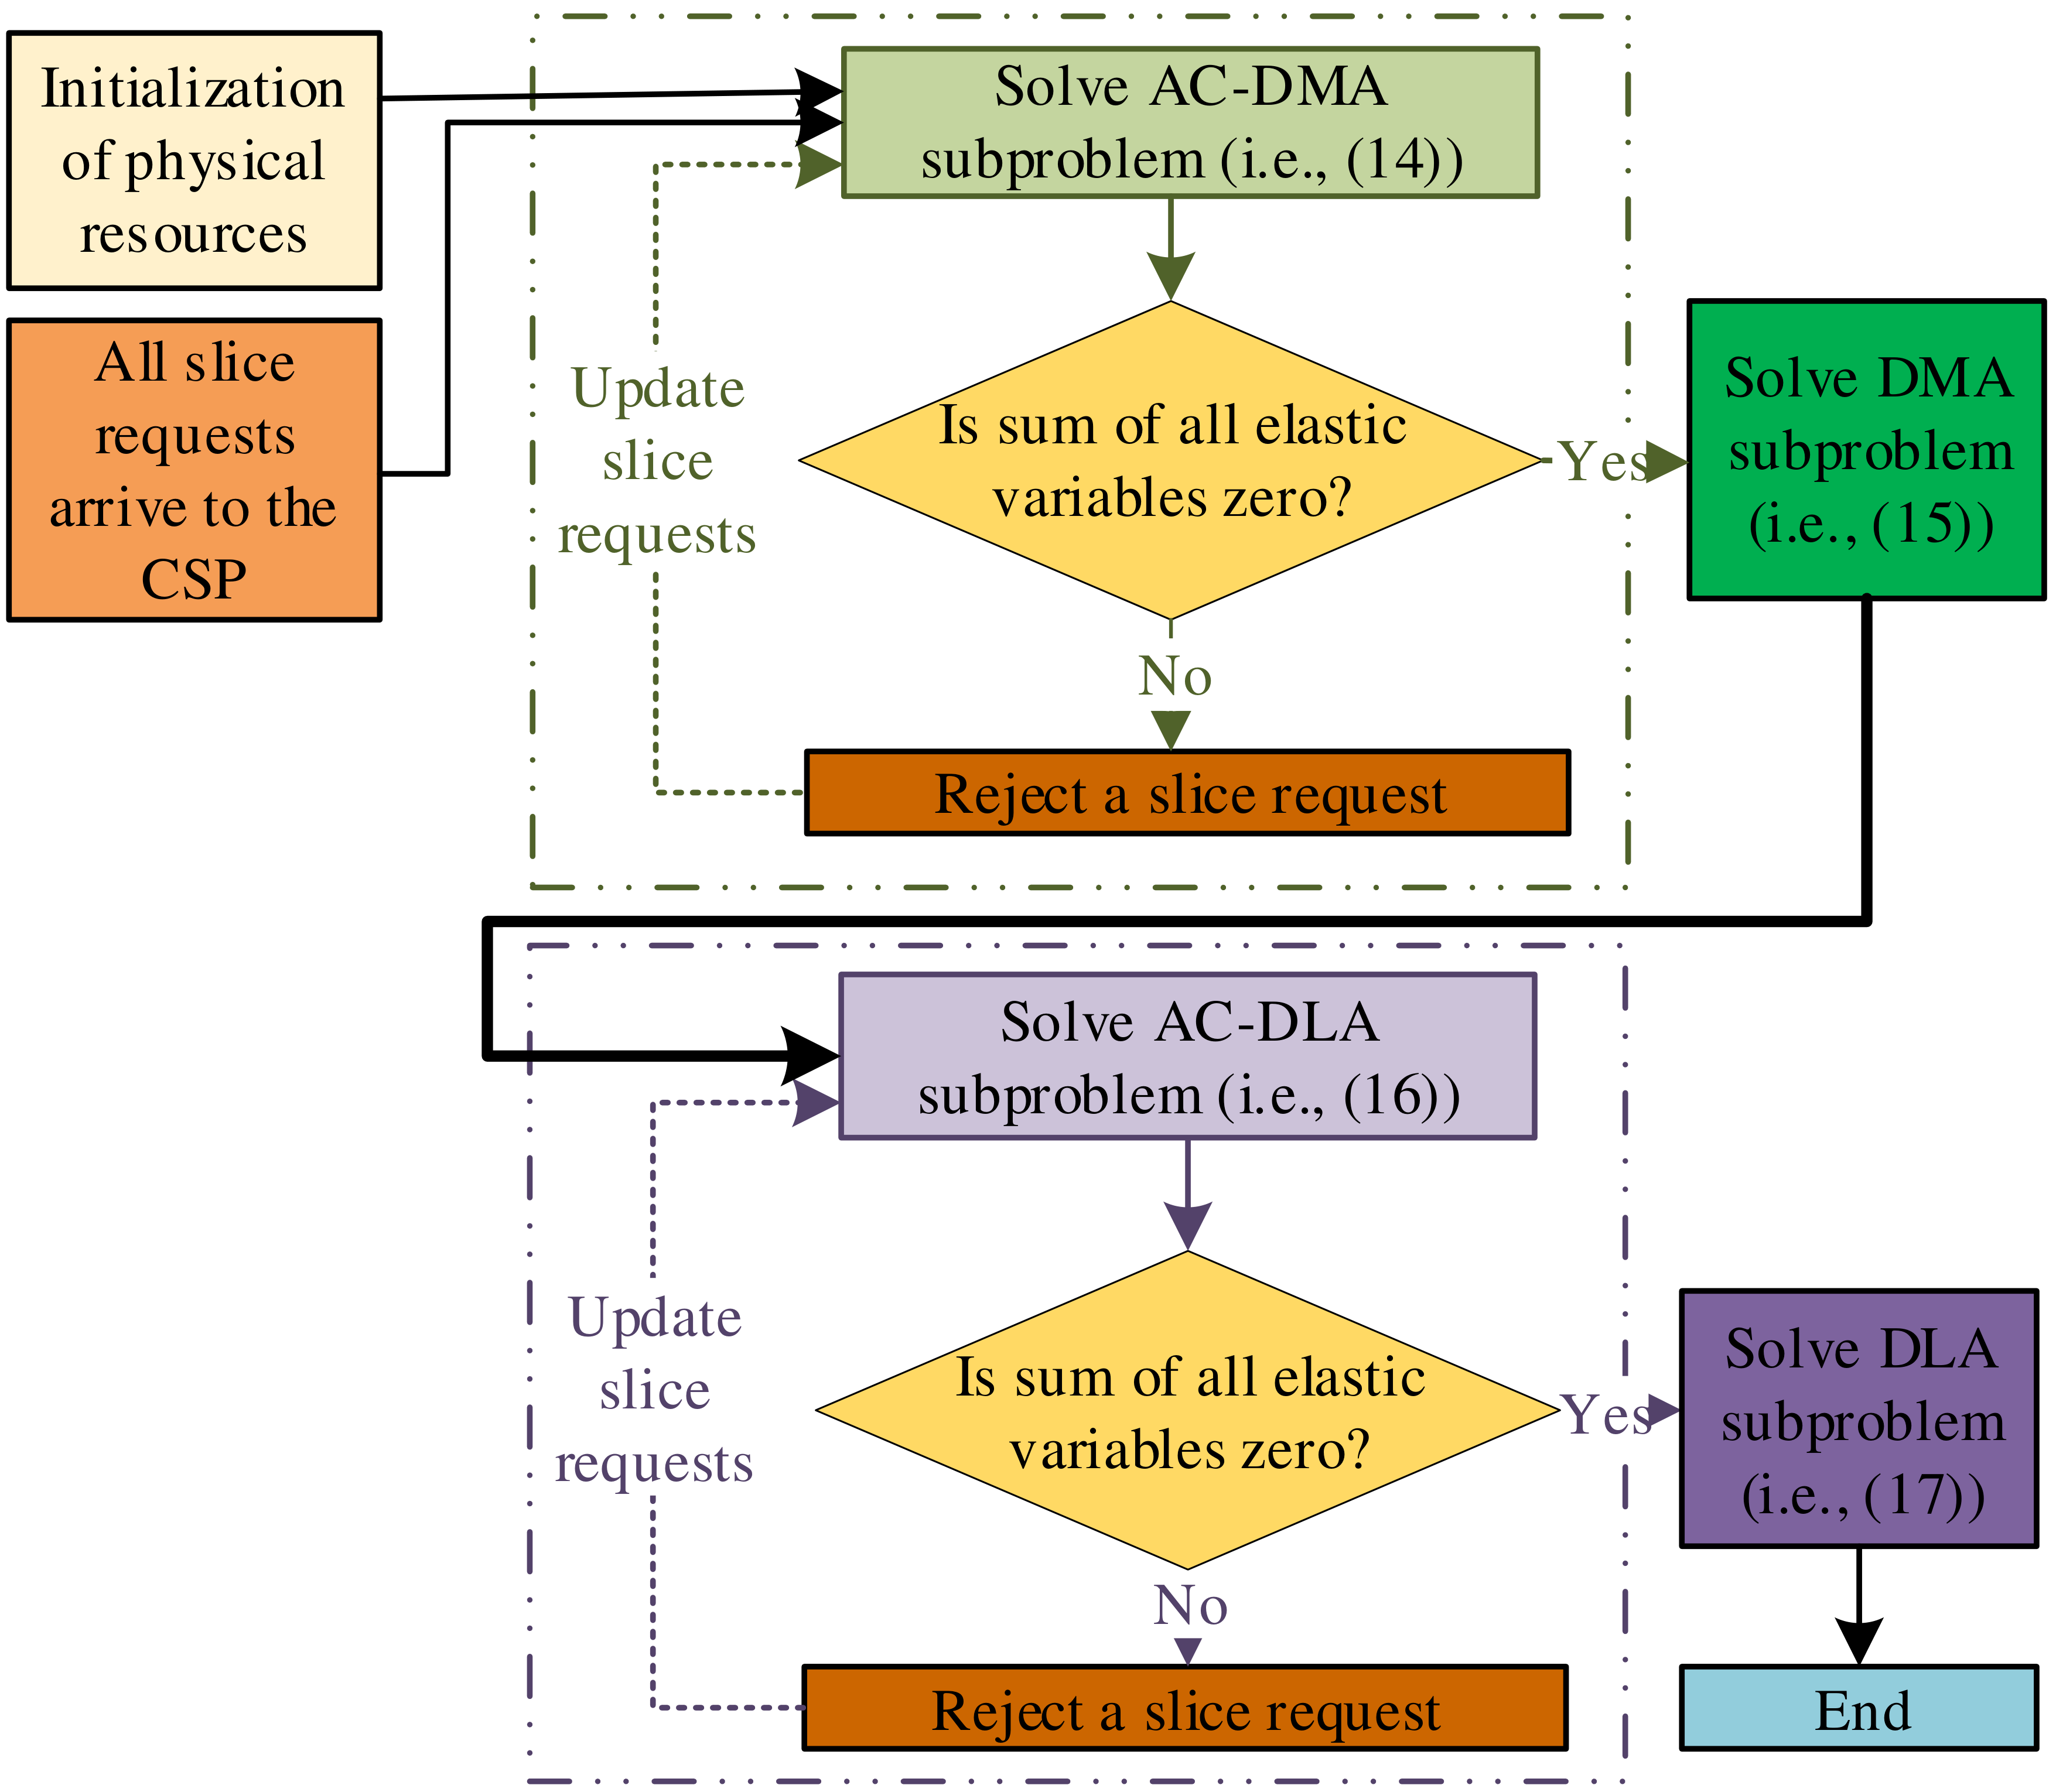 Initialization
of physical
resources
All slice
requests
arrive to the
CSP
Solve AC-DMA
subproblem (i.e., (14))
Update
slice
requests
Is sum of all elastic
variables zero?
Yes
No
Reject a slice request
Solve DMA
subproblem
(i.e., (15))
Solve AC-DLA
subproblem (i.e., (16))
Update
slice
requests
Is sum of all elastic
variables zero?
Yes
No
Reject a slice request
Solve DLA
subproblem
(i.e., (17))
End